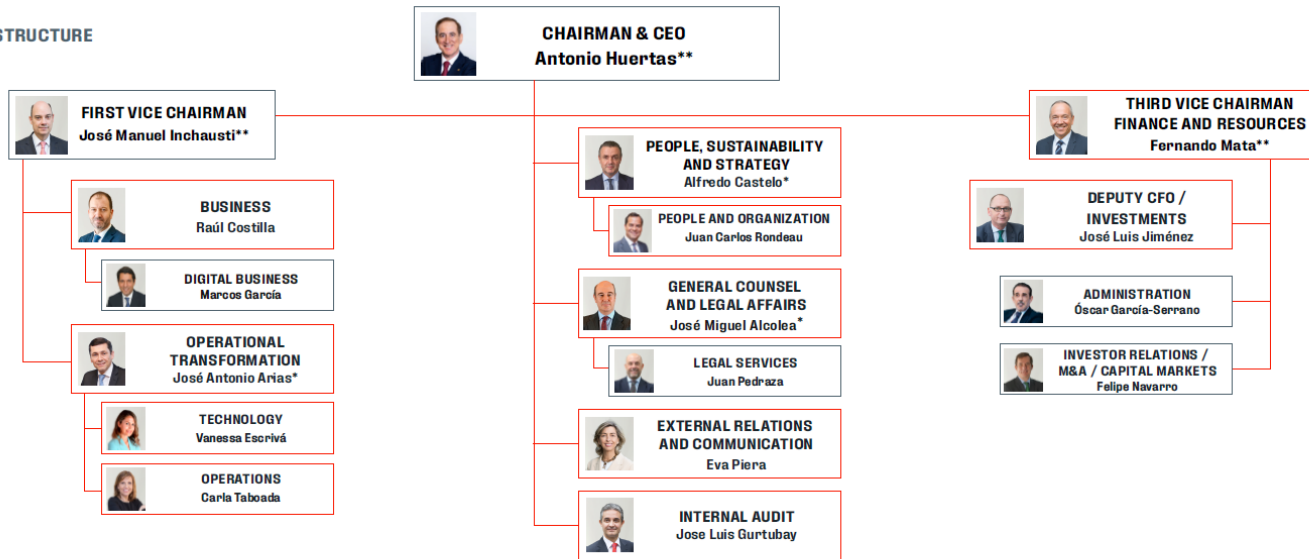 STRUCTURE
CHAIRMAN & CEO
Antonio Huertas**
FIRST VICE CHAIRMAN
José Manuel Inchausti**
BUSINESS
Raúl Costilla
DIGITAL BUSINESS
Marcos García
OPERATIONAL
TRANSFORMATION
José Antonio Arias*
TECHNOLOGY
Vanessa Escrivá
OPERATIONS
Carla Taboada
PEOPLE, SUSTAINABILITY
AND STRATEGY
Alfredo Castelo*
PEOPLE AND ORGANIZATION
Juan Carlos Rondeau
GENERAL COUNSEL
AND LEGAL AFFAIRS
José Miguel Alcolea*
LEGAL SERVICES
Juan Pedraza
EXTERNAL RELATIONS
AND COMMUNICATION
Eva Piera
INTERNAL AUDIT
Jose Luis Gurtubay
THIRD VICE CHAIRMAN
FINANCE AND RESOURCES
Fernando Mata**
DEPUTY CFO /
INVESTMENTS
José Luis Jiménez
ADMINISTRATION
Óscar García-Serrano
INVESTOR RELATIONS /
M&A / CAPITAL MARKETS
Felipe Navarro